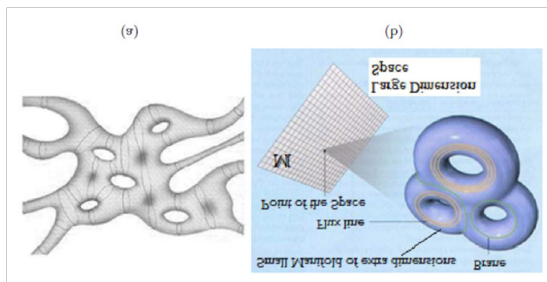 (a)
(b)
Large Dimension
Space
M
Point of the Space
Flux line
Small Manifold of extra dimensions
Brane